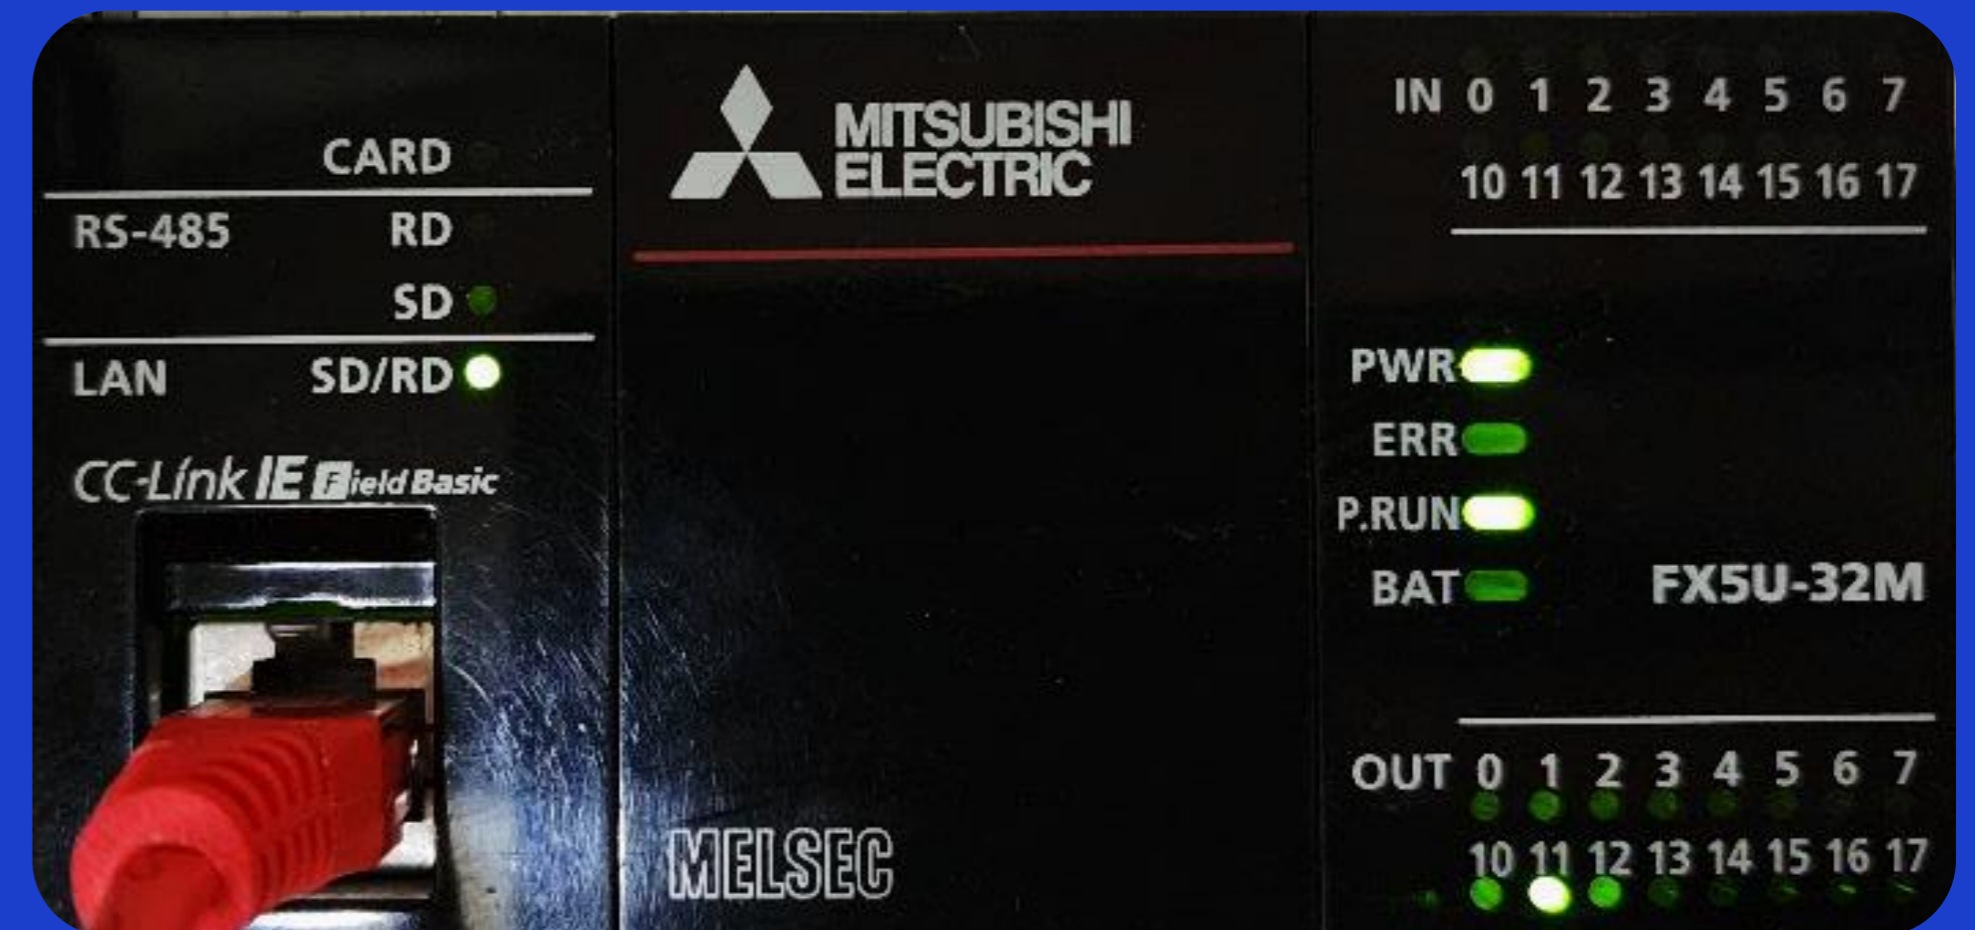 CARD
RS-485 RD
SD
LAN SD/RD
CC-Link IE Field Basic
MITSUBISHI
ELECTRIC
MELSEC
IN 0 1 2 3 4 5 6 7
10 11 12 13 14 15 16 17
PWR
ERR
P.RUN
BAT
FX5U-32M
OUT 0 1 2 3 4 5 6 7
10 11 12 13 14 15 16 17